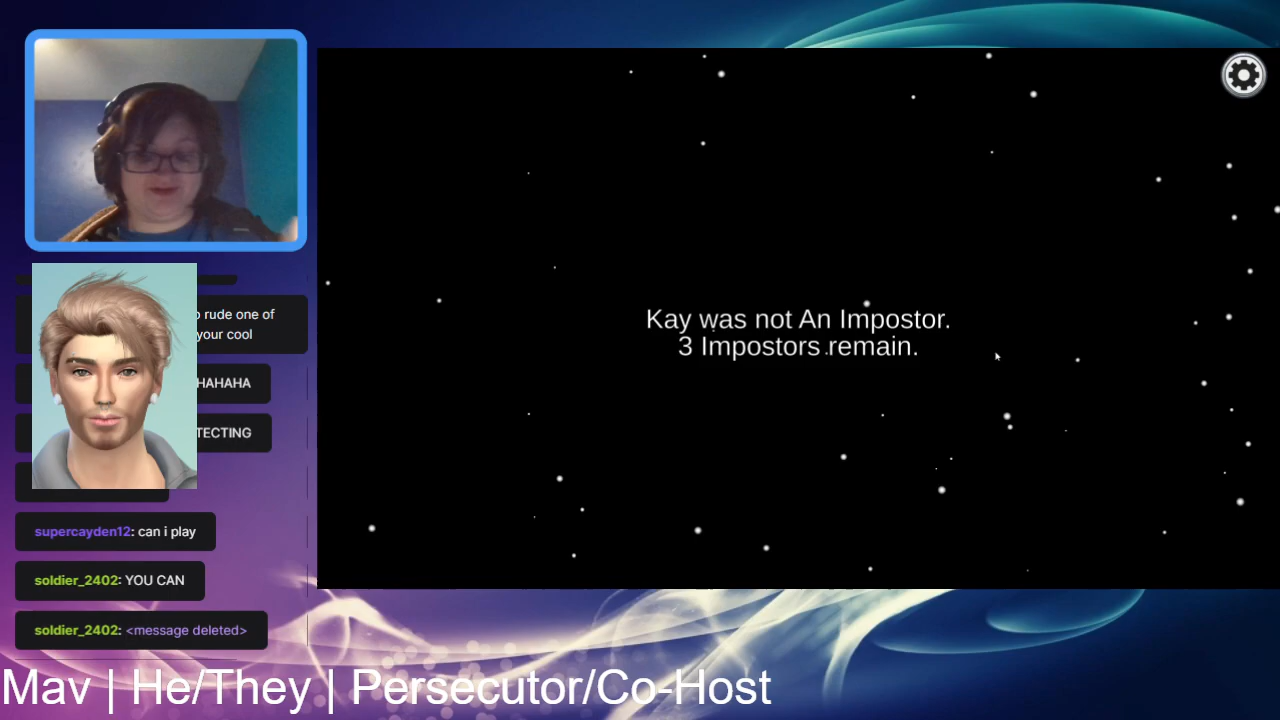 rude one of
your cool
HAHAHA
TECTING
supercayden12: can i play
soldier_2402: YOU CAN
soldier_2402: <message deleted>
Kay was not An Impostor.
3 Impostors remain.
Mav | He/They | Persecutor/Co-Host